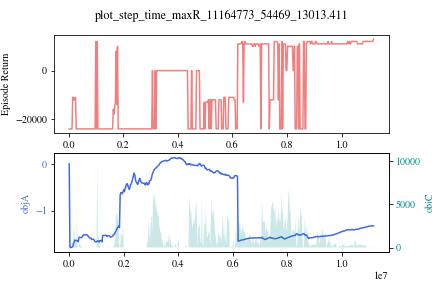 plot_step_time_maxR_11164773_54469_13013.411
Episode Return
0
−20000
0.0 0.2 0.4 0.6 0.8 1.0
objA
0
−1
10000
5000
0
objC
0.0 0.2 0.4 0.6 0.8 1.0
1e7